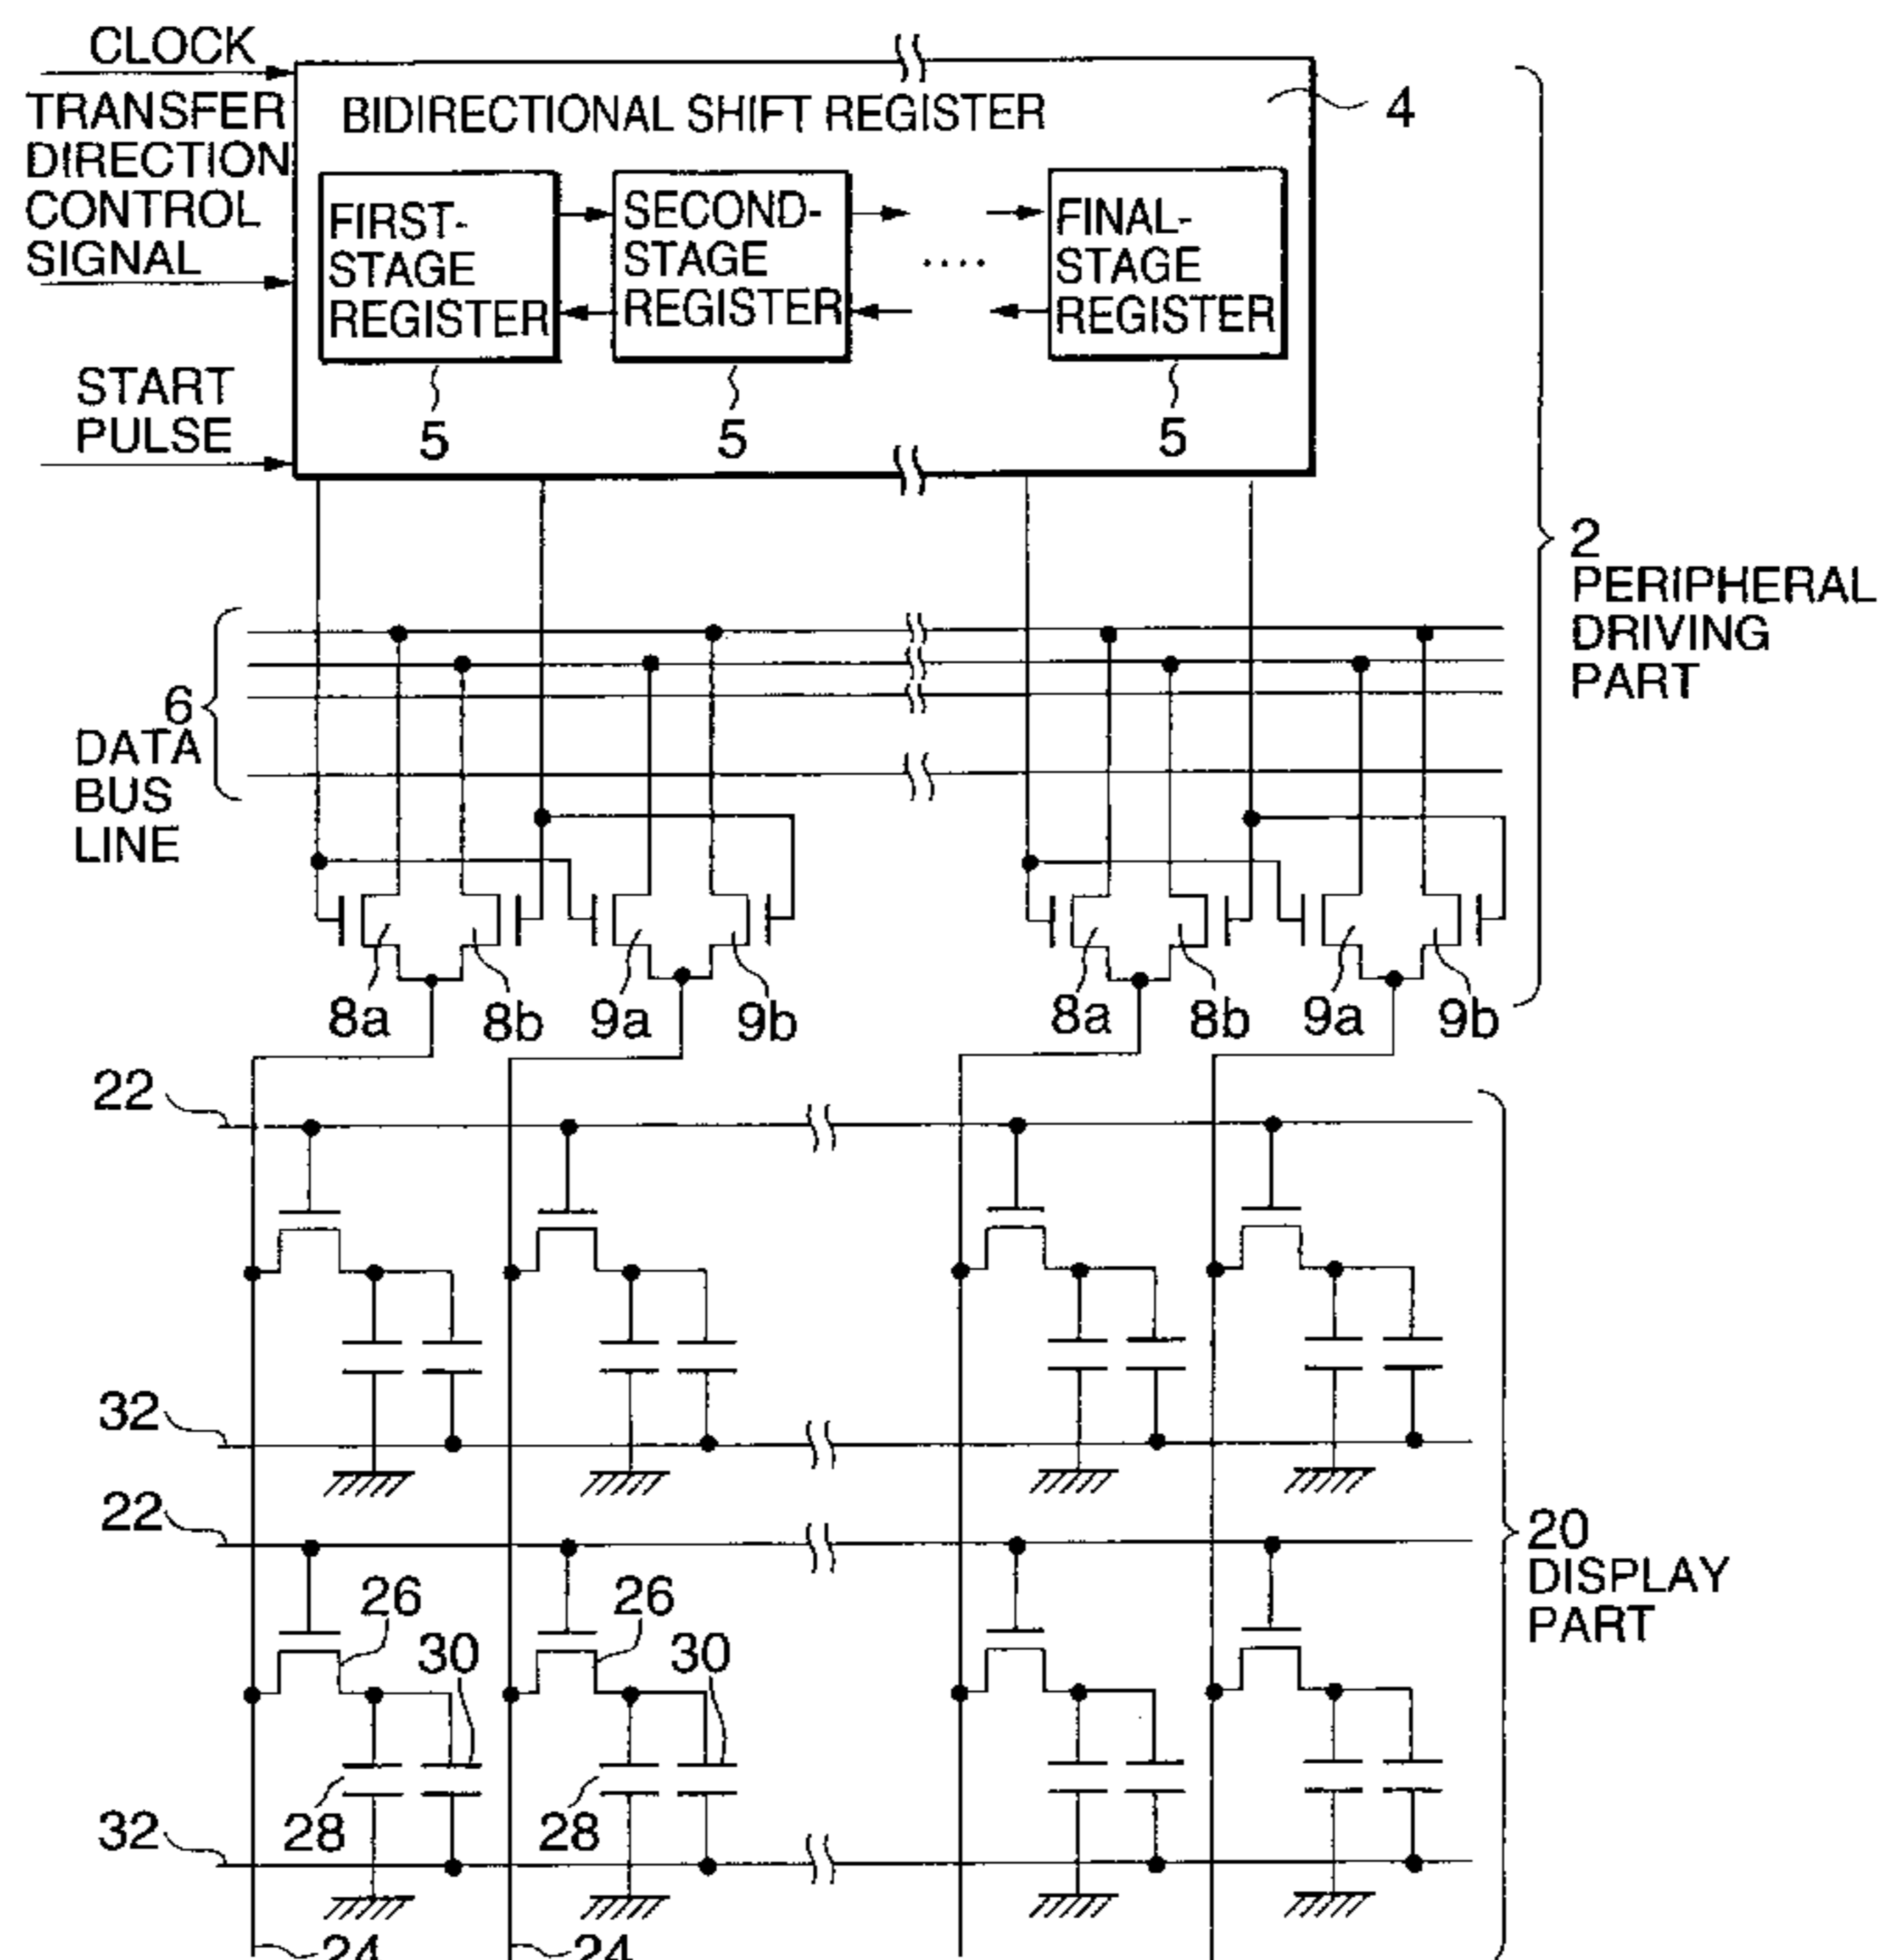 CLOCK
TRANSFER
DIRECTION
CONTROL
SIGNAL
START
PULSE
BIDIRECTIONAL SHIFT REGISTER
4
FIRST-
STAGE
REGISTER
SECOND-
STAGE
REGISTER
....
FINAL-
STAGE
REGISTER
5
5
5
2
PERIPHERAL
DRIVING
PART
6
DATA
BUS
LINE
8a
8b
9a
9b
8a
8b
9a
9b
22
32
22
26
26
30
30
28
28
32
24
24
20
DISPLAY
PART